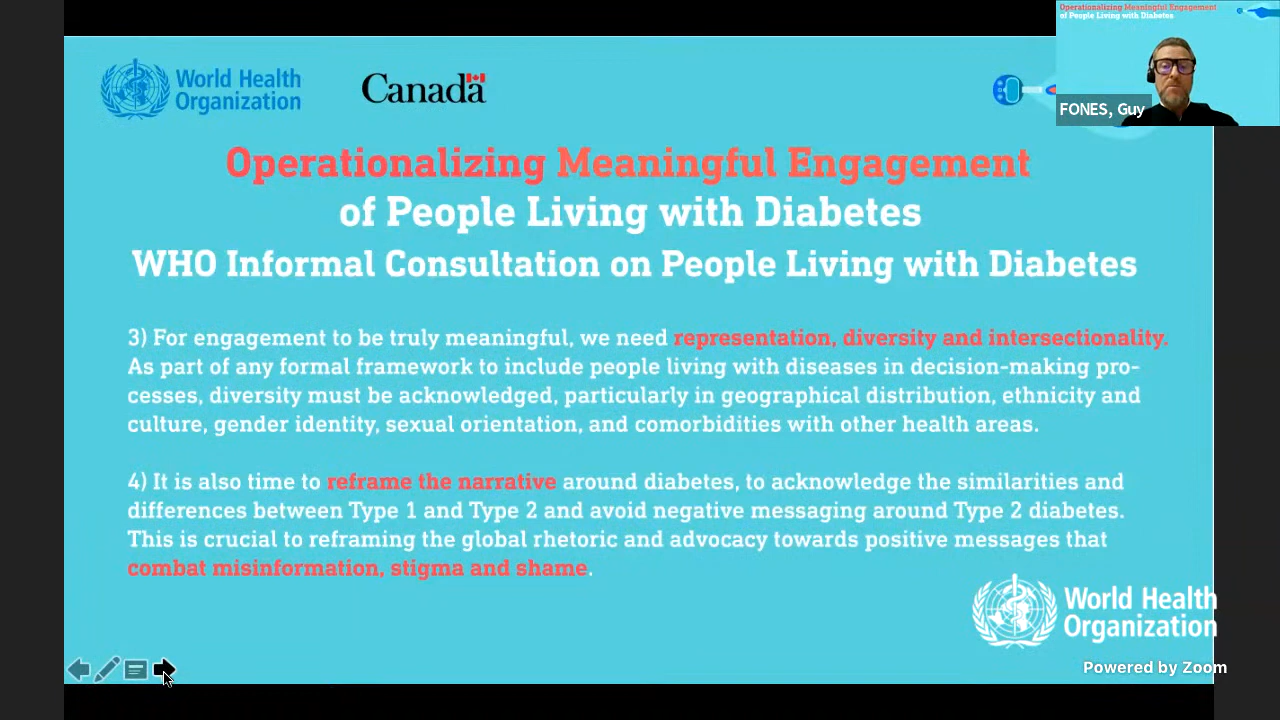 Operationalizing Meaningful Engagement
of People Living with Diabetes
FONES, Guy
World Health
Organization
Canada
Operationalizing Meaningful Engagement
of People Living with Diabetes
WHO Informal Consultation on People Living with Diabetes
3) For engagement to be truly meaningful, we need representation, diversity and intersectionality.
As part of any formal framework to include people living with diseases in decision-making pro-
cesses, diversity must be acknowledged, particularly in geographical distribution, ethnicity and
culture, gender identity, sexual orientation, and comorbidities with other health areas.
4) It is also time to reframe the narrative around diabetes, to acknowledge the similarities and
differences between Type 1 and Type 2 and avoid negative messaging around Type 2 diabetes.
This is crucial to reframing the global rhetoric and advocacy towards positive messages that
combat misinformation, stigma and shame.
World Health
Organization
Powered by Zoom